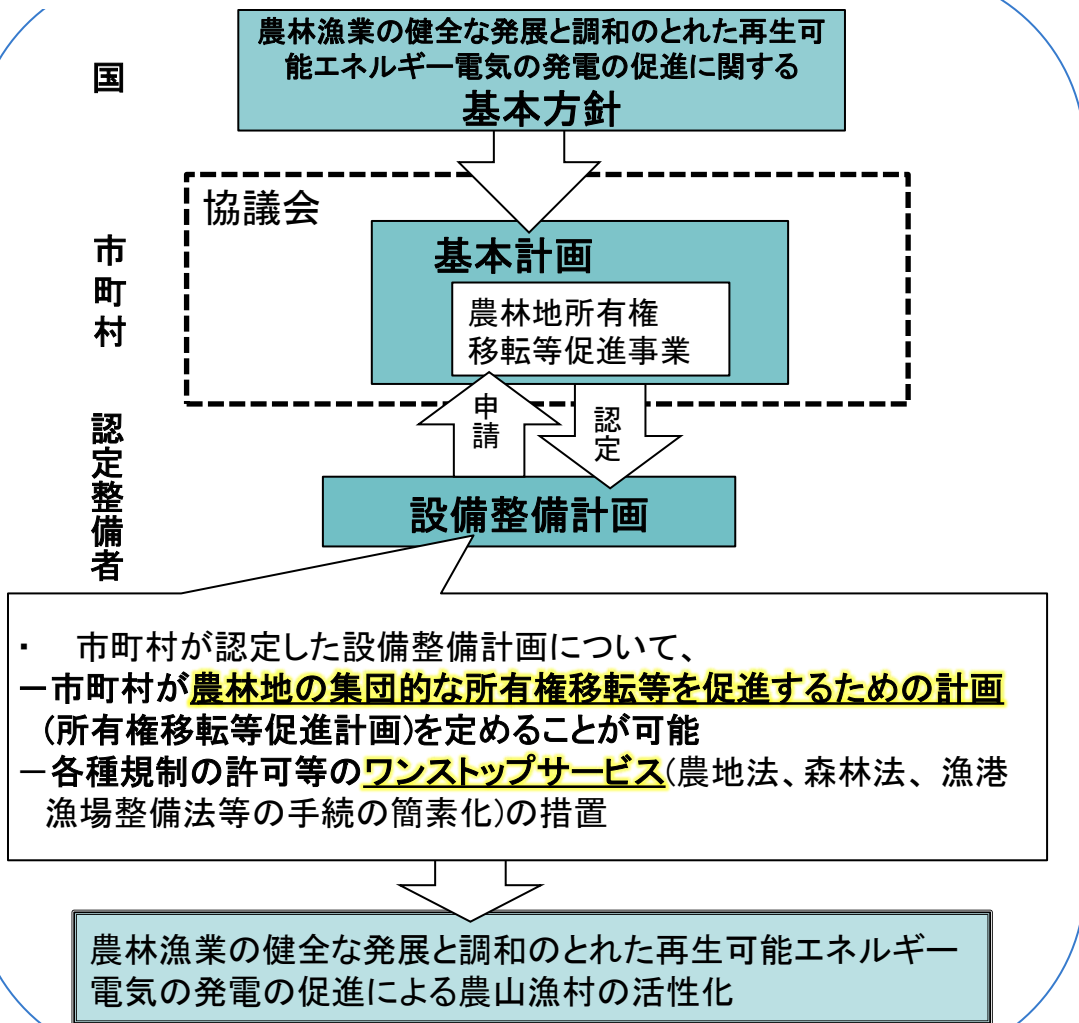 国
農林漁業の健全な発展と調和のとれた再生可
能エネルギー電気の発電の促進に関する
基本方針
協議会
市町村
基本計画
農林地所有権
移転等促進事業
申請
認定
認定整備者
設備整備計画
・ 市町村が認定した設備整備計画について、
－市町村が農林地の集団的な所有権移転等を促進するための計画
(所有権移転等促進計画)を定めることが可能
－各種規制の許可等のワンストップサービス(農地法、森林法、漁港
漁場整備法等の手続の簡素化)の措置
農林漁業の健全な発展と調和のとれた再生可能エネルギー
電気の発電の促進による農山漁村の活性化